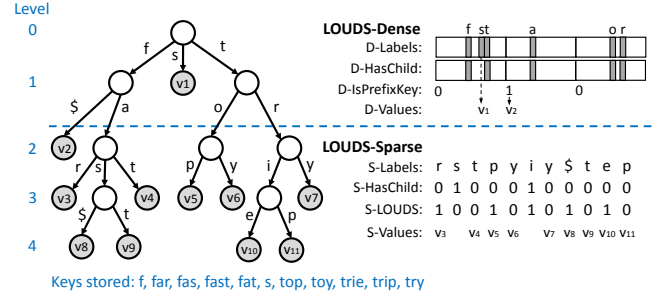 Level
0
1
2
3
4
f
s
t
v1
$
a
o
r
v2
r
s
t
p
y
i
y
v3
v4
v5
v6
v7
$
t
e
p
v8
v9
v10
v11
LOUDS-Dense
f st a o r
D-Labels:
D-HasChild:
D-IsPrefixKey: 0 1 0
D-Values: v1 v2
LOUDS-Sparse
S-Labels: r s t p y i y $ t e p
S-HasChild: 0 1 0 0 0 1 0 0 0 0 0
S-LOUDS: 1 0 0 1 0 1 0 1 0 1 0
S-Values: v3 v4 v5 v6 v7 v8 v9 v10 v11
Keys stored: f, far, fas, fast, fat, s, top, toy, trie, trip, try